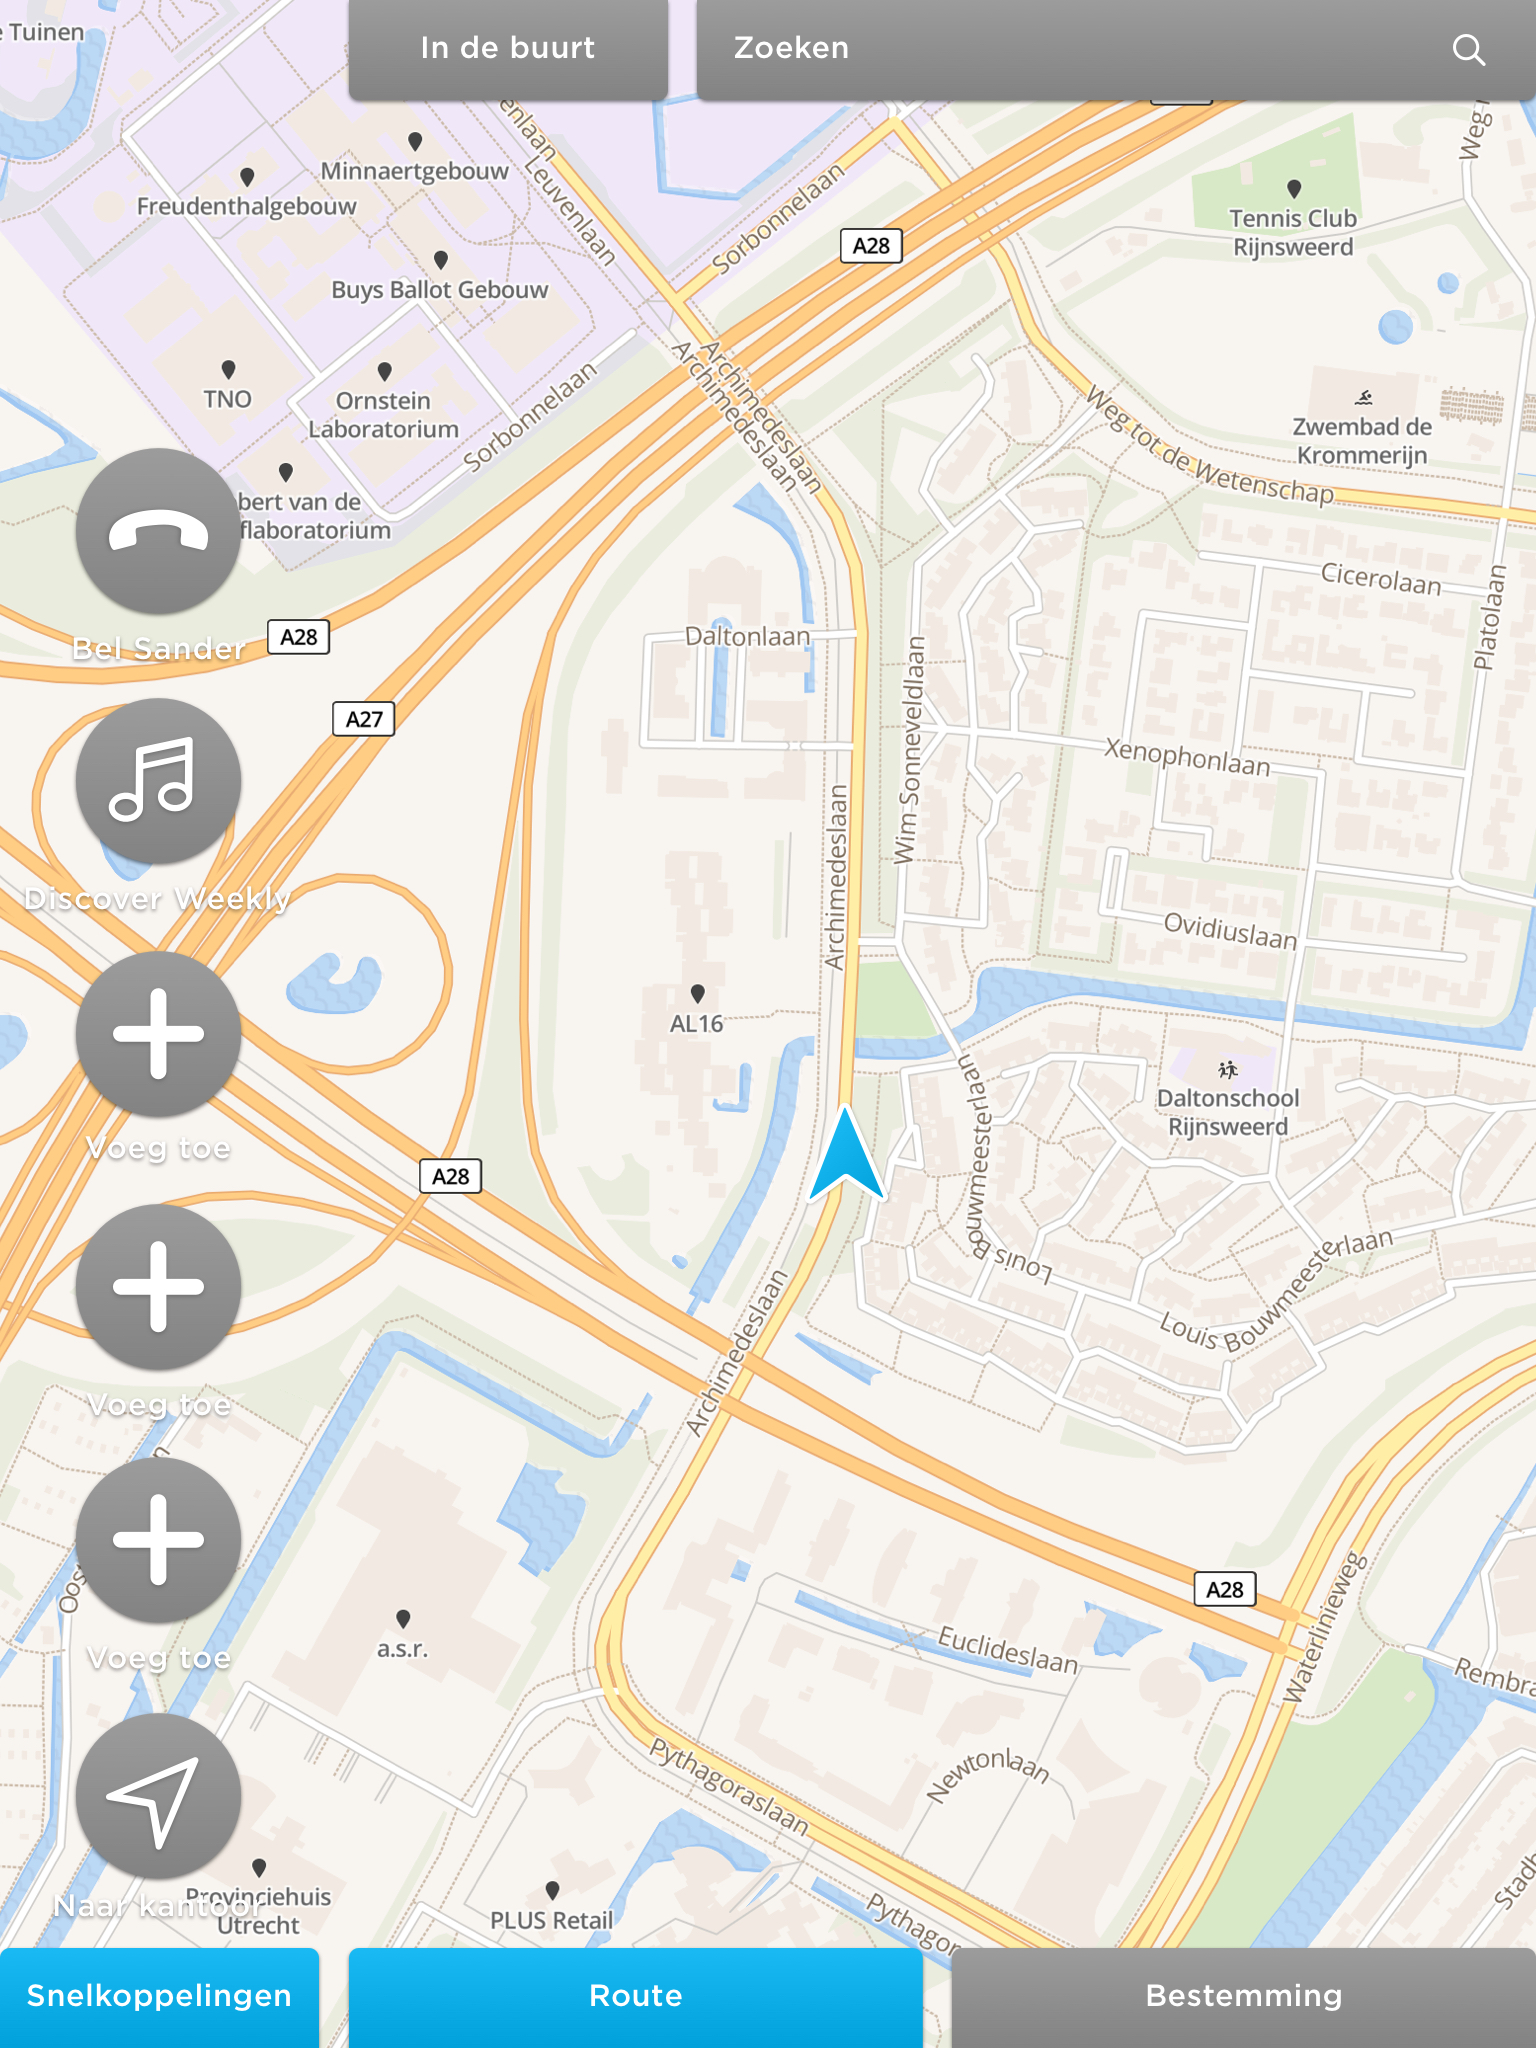 e Tuinen
In de buurt
Zoeken
enlaan
Leuvenlaan
Minnaertgebouw
Freudenthalgebouw
Buys Ballot Gebouw
Sorbonnelaan
A28
Tennis Club
Rijnsweerd
TNO
Ornstein
Laboratorium
Sorbonnelaan
Archimedeslaan
Archimedeslaan
Weg tot de Wetenschap
Zwembad de
Krommerijn
bert van de
flaboratorium
Bel Sander
A28
Daltonlaan
Cicerolaan
Platolaan
A27
Wim Sonneveldlaan
Xenophonlaan
Archimedeslaan
Discover Weekly
Ovidiuslaan
AL16
Daltonschool
Rijnsweerd
Voeg toe
A28
Louis Bouwmeesterlaan
Louis Bouwmeesterlaan
Archimedeslaan
Voeg toe
A28
Waterlinieweg
a.s.r.
Voeg toe
Euclideslaan
Rembra
Newtonlaan
Pythagoraslaan
Provinciehuis
Utrecht
Naar kantoor
PLUS Retail
Pythagor
Stadh
Snelkoppelingen
Route
Bestemming